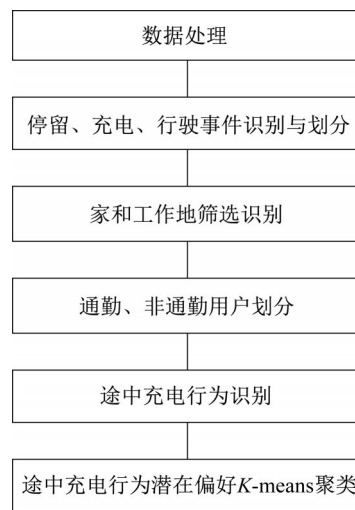 数据处理
停留、充电、行驶事件识别与划分
家和工作地筛选识别
通勤、非通勤用户划分
途中充电行为识别
途中充电行为潜在偏好K-means聚类